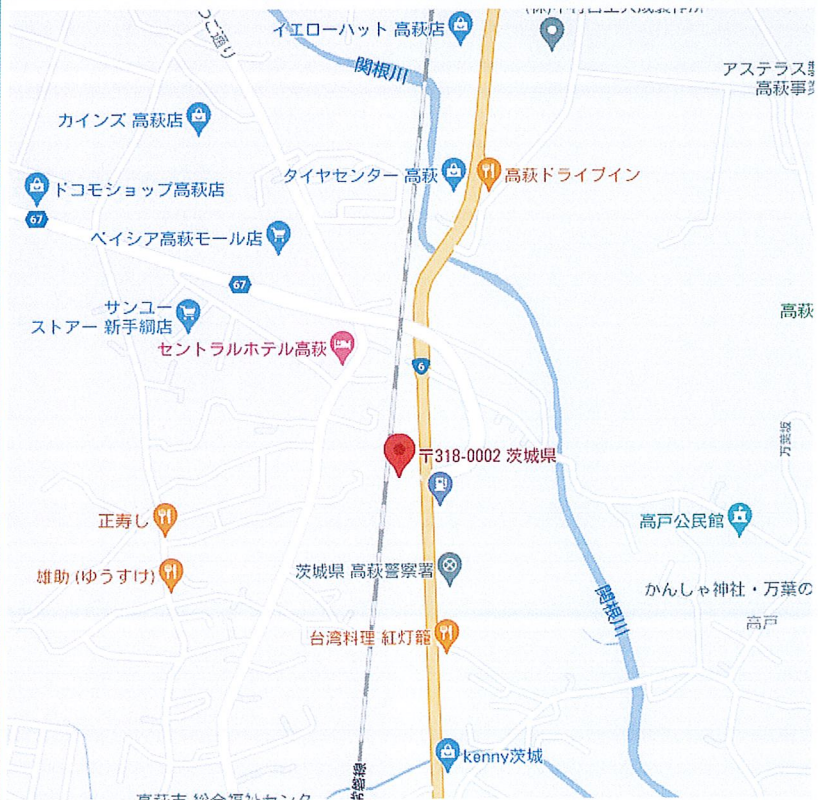 イエローハット 高萩店
関根川
アステラス
高萩事
カインズ 高萩店
タイヤセンター 高萩
高萩ドライブイン
ドコモショップ高萩店
67
ベイシア高萩モール店
67
サンユー
ストアー 新手綱店
高萩
セントラルホテル高萩
6
万葉坂
〒318-0002 茨城県
正寿し
高戸公民館
雄助 (ゆうすけ)
茨城県 高萩警察署
かんしゃ神社・万葉の
関根川
高戸
台湾料理 紅灯籠
kenny茨城
常磐線